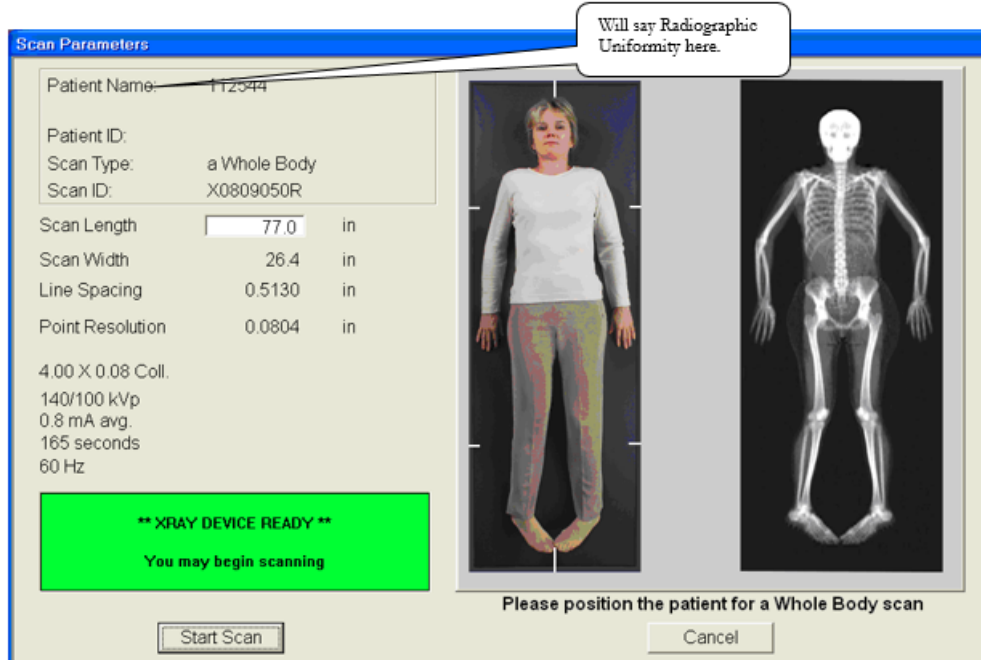 Will say Radiographic
Uniformity here.
Scan Parameters
Patient Name: 112544
Patient ID:
Scan Type: a Whole Body
Scan ID: X0809050R
Scan Length 77.0 in
Scan Width 26.4 in
Line Spacing 0.5130 in
Point Resolution 0.0804 in
4.00 X 0.08 Coll.
140/100 kVp
0.8 mA avg.
165 seconds
60 Hz
** XRAY DEVICE READY **
You may begin scanning
Please position the patient for a Whole Body scan
Start Scan
Cancel